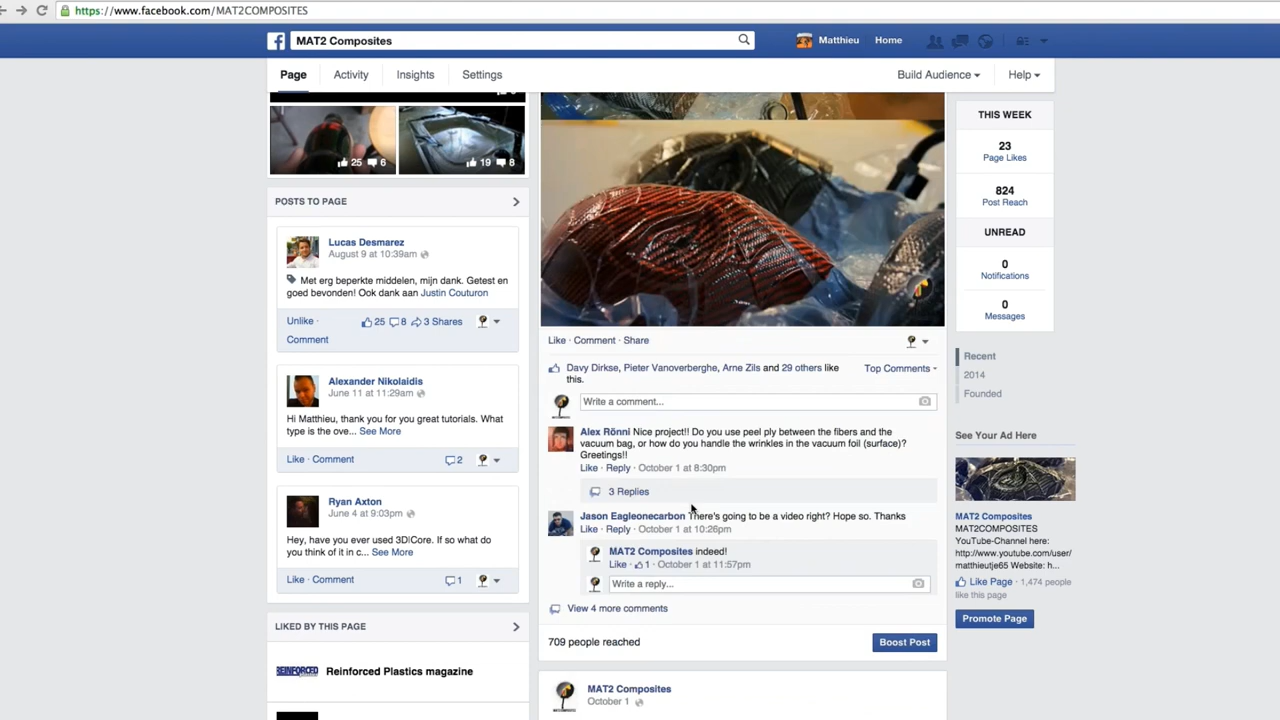 https://www.facebook.com/MAT2COMPOSITES
MAT2 Composites
Matthieu
Home
Page
Activity
Insights
Settings
Build Audience
Help
25
6
19
8
POSTS TO PAGE
Lucas Desmarez
August 9 at 10:39am
Met erg beperkte middelen, mijn dank. Getest en
goed bevonden! Ook dank aan Justin Couturon
Unlike ·
25
8
3 Shares
Comment
Alexander Nikolaidis
June 11 at 11:29am
Hi Matthieu, thank you for you great tutorials. What
type is the ove... See More
Like · Comment
2
Ryan Axton
June 4 at 9:03pm
Hey, have you ever used 3D|Core. If so what do
you think of it in c... See More
Like · Comment
1
LIKED BY THIS PAGE
REINFORCED
Reinforced Plastics magazine
Like · Comment · Share
Davy Dirkse, Pieter Vanoverberghe, Arne Zils and 29 others like
this.
Top Comments
Write a comment...
Alex Rönni Nice project!! Do you use peel ply between the fibers and the
vacuum bag, or how do you handle the wrinkles in the vacuum foil (surface)?
Greetings!!
Like · Reply · October 1 at 8:30pm
3 Replies
Jason Eagleonecarbon There's going to be a video right? Hope so. Thanks
Like · Reply · October 1 at 10:26pm
MAT2 Composites indeed!
Like · 1 · October 1 at 11:57pm
Write a reply...
View 4 more comments
709 people reached
Boost Post
MAT2 Composites
October 1
THIS WEEK
23
Page Likes
824
Post Reach
UNREAD
0
Notifications
0
Messages
Recent
2014
Founded
See Your Ad Here
MAT2 Composites
MAT2COMPOSITES
YouTube-Channel here:
http://www.youtube.com/user/
matthieutje65 Website: h...
Like Page · 1,474 people
like this page
Promote Page